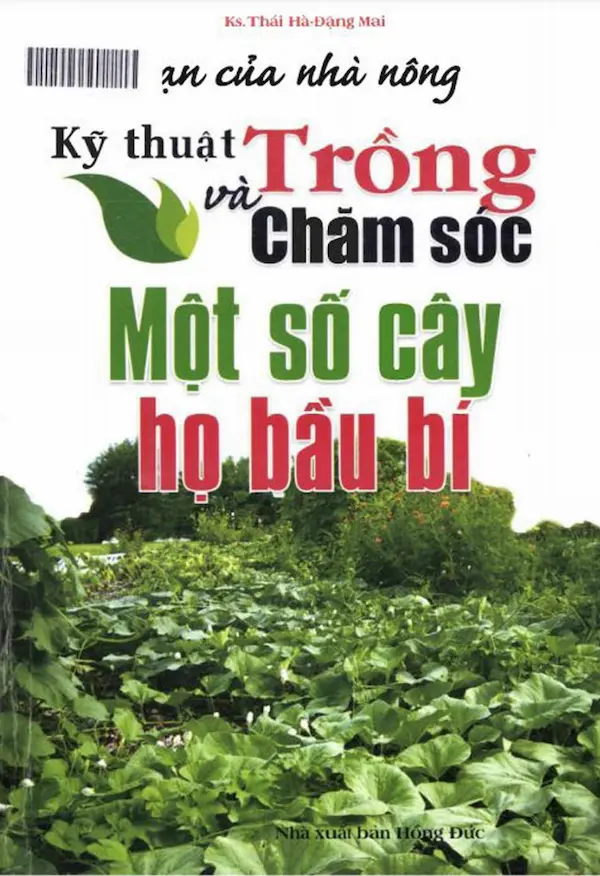 Ks.Thái Hà-Đặng Mai
của nhà nông
Kỹ thuật Trồng
và Chăm sóc
Một số cây
họ bầu bí
Nhà xuất bản Hồng Đức